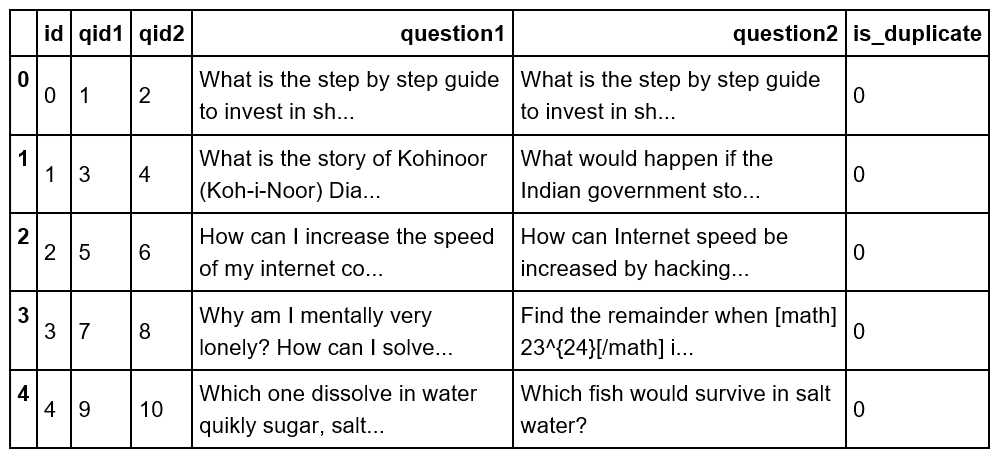 id qid1 qid2 question1 question2 is_duplicate
0 0 1 2 What is the step by step guide to invest in sh... What is the step by step guide to invest in sh... 0
1 1 3 4 What is the story of Kohinoor (Koh-i-Noor) Dia... What would happen if the Indian government sto... 0
2 2 5 6 How can I increase the speed of my internet co... How can Internet speed be increased by hacking... 0
3 3 7 8 Why am I mentally very lonely? How can I solve... Find the remainder when [math] 23^{24}[/math] i... 0
4 4 9 10 Which one dissolve in water quikly sugar, salt... Which fish would survive in salt water? 0